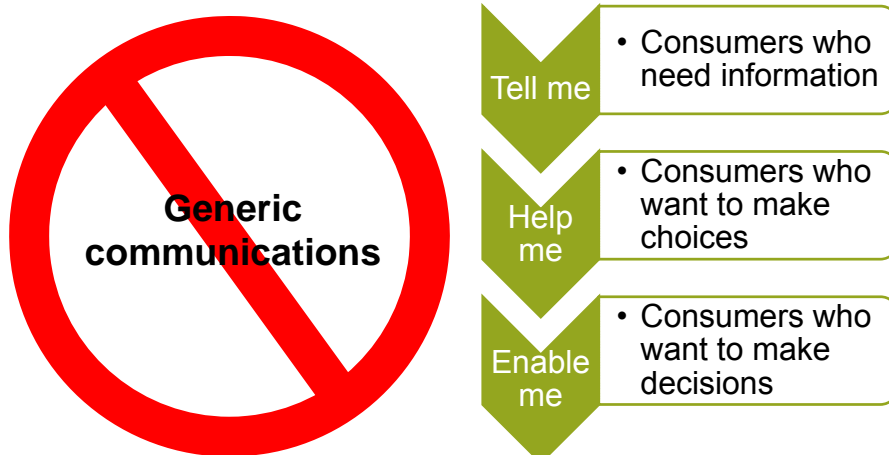 Generic
communications
Tell me
• Consumers who
need information
Help
me
• Consumers who
want to make
choices
Enable
me
• Consumers who
want to make
decisions